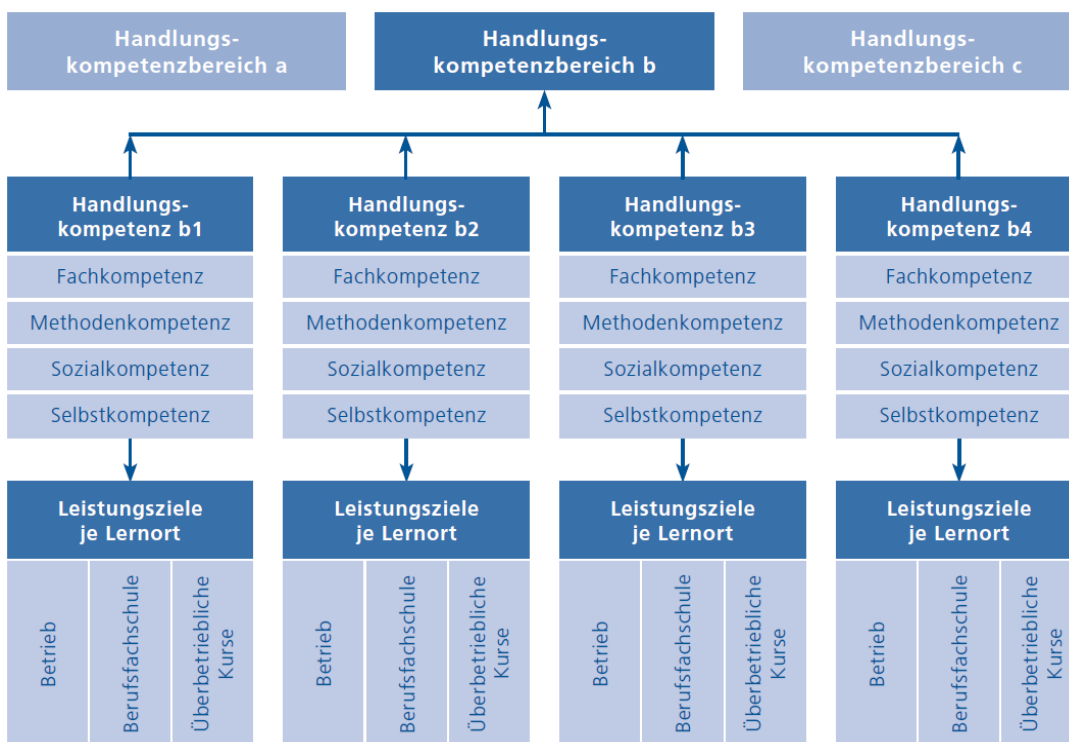 Handlungs-
kompetenzbereich a
Handlungs-
kompetenzbereich b
Handlungs-
kompetenzbereich c
Handlungs-
kompetenz b1
Handlungs-
kompetenz b2
Handlungs-
kompetenz b3
Handlungs-
kompetenz b4
Fachkompetenz
Fachkompetenz
Fachkompetenz
Fachkompetenz
Methodenkompetenz
Methodenkompetenz
Methodenkompetenz
Methodenkompetenz
Sozialkompetenz
Sozialkompetenz
Sozialkompetenz
Sozialkompetenz
Selbstkompetenz
Selbstkompetenz
Selbstkompetenz
Selbstkompetenz
Leistungsziele
je Lernort
Leistungsziele
je Lernort
Leistungsziele
je Lernort
Leistungsziele
je Lernort
Betrieb
Berufsfachschule
Überbetriebliche
Kurse
Betrieb
Berufsfachschule
Überbetriebliche
Kurse
Betrieb
Berufsfachschule
Überbetriebliche
Kurse
Betrieb
Berufsfachschule
Überbetriebliche
Kurse